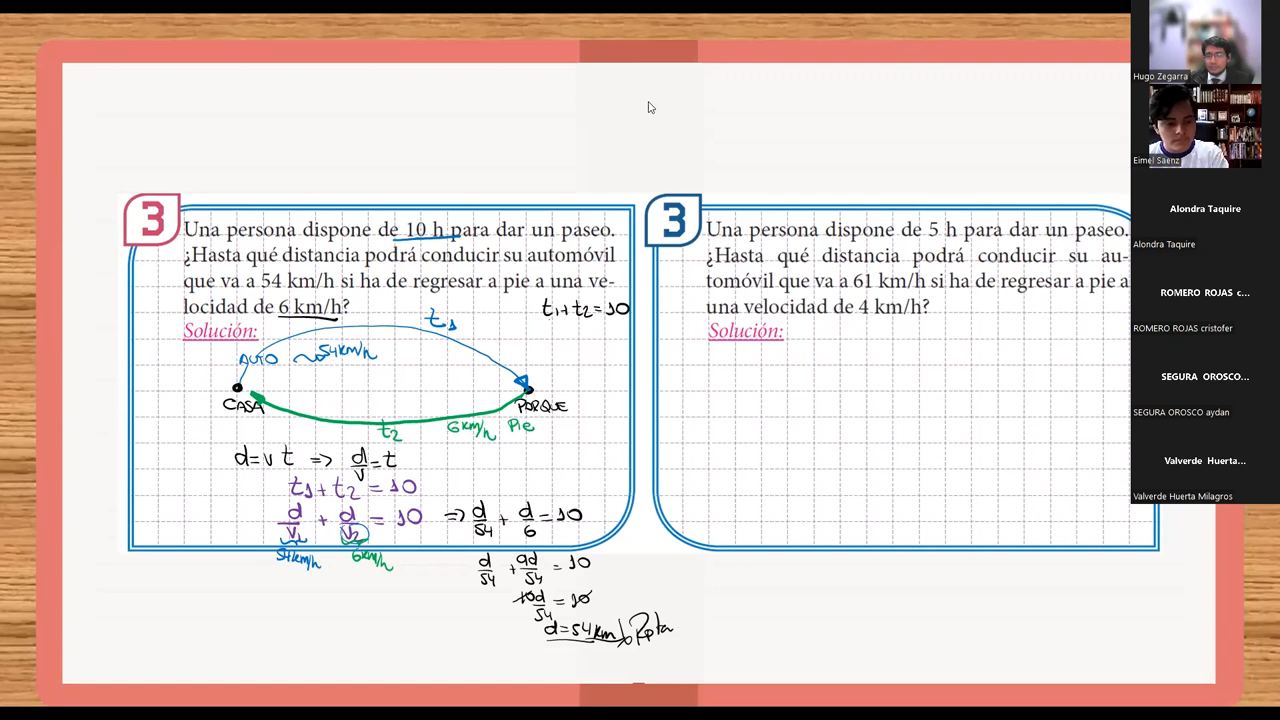 3
Una persona dispone de 10 h para dar un paseo.
¿Hasta qué distancia podrá conducir su automóvil
que va a 54 km/h si ha de regresar a pie a una ve-
locidad de 6 km/h?
Solución:
t1+t2=10
t1
AUTO
54km/h
CASA
PORQUE
t2
6km/h Pie
d=v t ⇒ d/v=t
t1+t2=10
d/v1 + d/v2 = 10 ⇒ d/54 + d/6 = 10
54km/h 6km/h
d/54 + 9d/54 = 10
10d/54 = 10
d=54km Rpta
3
Una persona dispone de 5 h para dar un paseo.
¿Hasta qué distancia podrá conducir su au-
tomóvil que va a 61 km/h si ha de regresar a pie a
una velocidad de 4 km/h?
Solución:
Hugo Zegarra
Eimel Saenz
Alondra Taquire
Alondra Taquire
ROMERO ROJAS c...
ROMERO ROJAS cristofer
SEGURA OROSCO...
SEGURA OROSCO aydan
Valverde Huerta...
Valverde Huerta Milagros